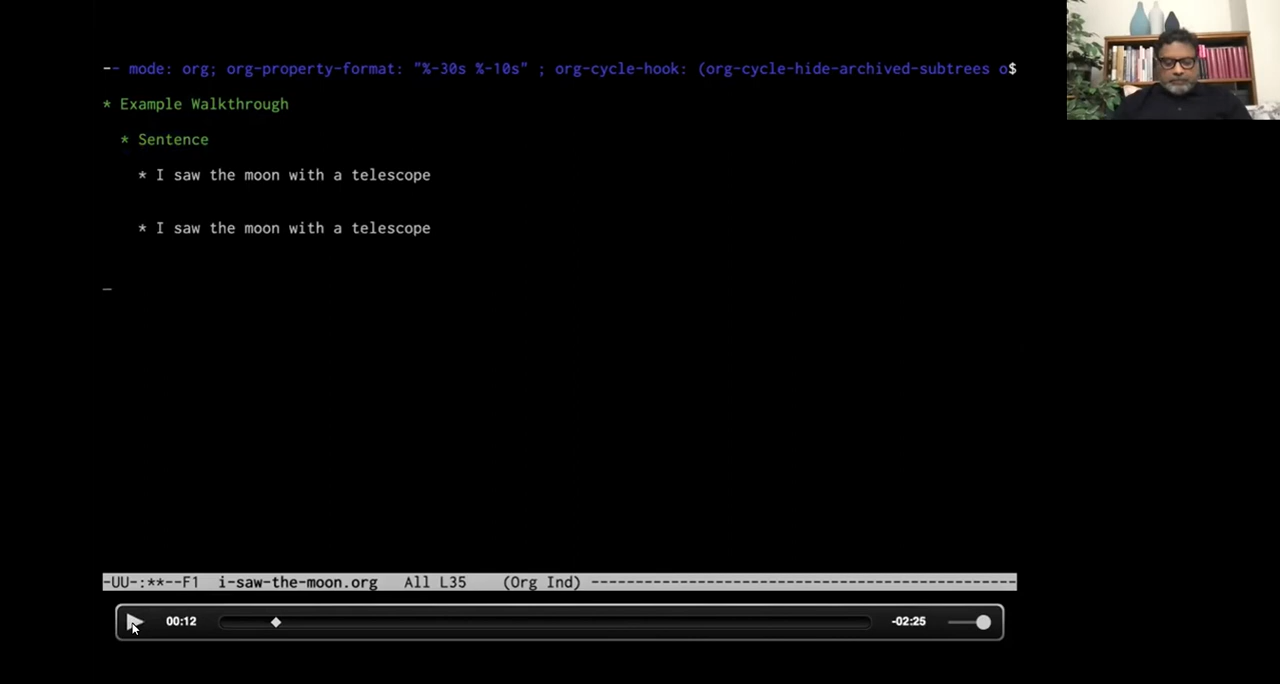 -- mode: org; org-property-format: "%-30s %-10s" ; org-cycle-hook: (org-cycle-hide-archived-subtrees o$
* Example Walkthrough
* Sentence
* I saw the moon with a telescope
* I saw the moon with a telescope
-UU-:**--F1 i-saw-the-moon.org All L35 (Org Ind) ------------------------------------------------
00:12 -02:25